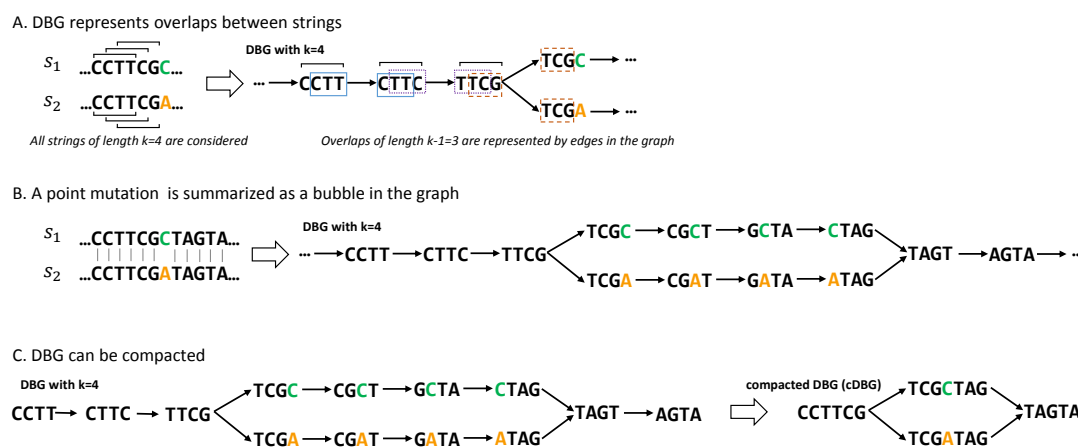 A. DBG represents overlaps between strings
S1 ...CCTTCGC...
S2 ...CCTTCGA...
All strings of length k=4 are considered
DBG with k=4
... CCTT CTTC TTCG
TCGC ...
TCGA ...
Overlaps of length k-1=3 are represented by edges in the graph
B. A point mutation is summarized as a bubble in the graph
S1 ...CCTTCGCTAGTA...
S2 ...CCTTCGATAGTA...
DBG with k=4
TCGC CGCT GCTA CTAG
... CCTT CTTC TTCG TAGT AGTA ...
TCGA CGAT GATA ATAG
C. DBG can be compacted
DBG with k=4
TCGC CGCT GCTA CTAG
CCTT CTTC TTCG TAGT AGTA
TCGA CGAT GATA ATAG
compacted DBG (cDBG)
TCGCTAG
CCTTCG TAGTA
TCGATAG